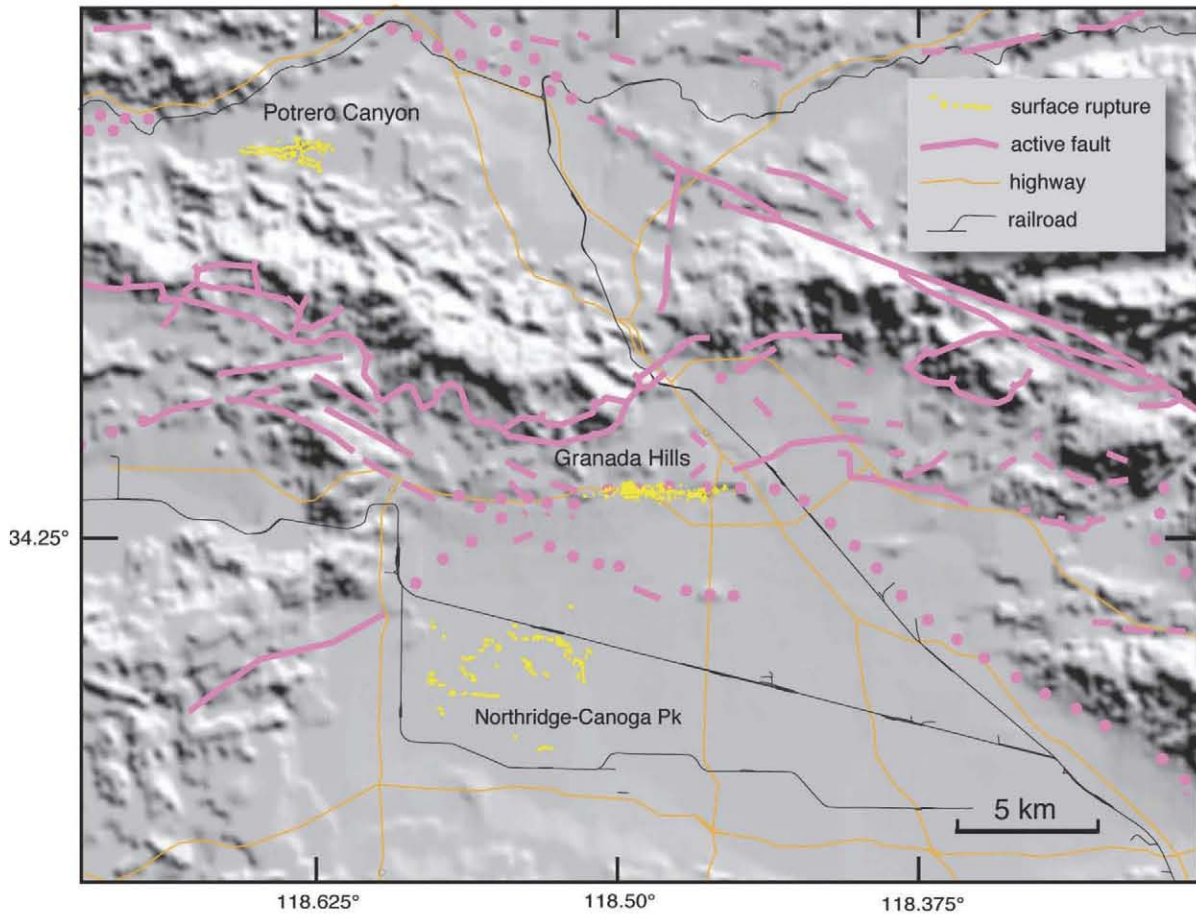 Potrero Canyon
surface rupture
active fault
highway
railroad
Granada Hills
34.25°
Northridge-Canoga Pk
5 km
118.625°
118.50°
118.375°